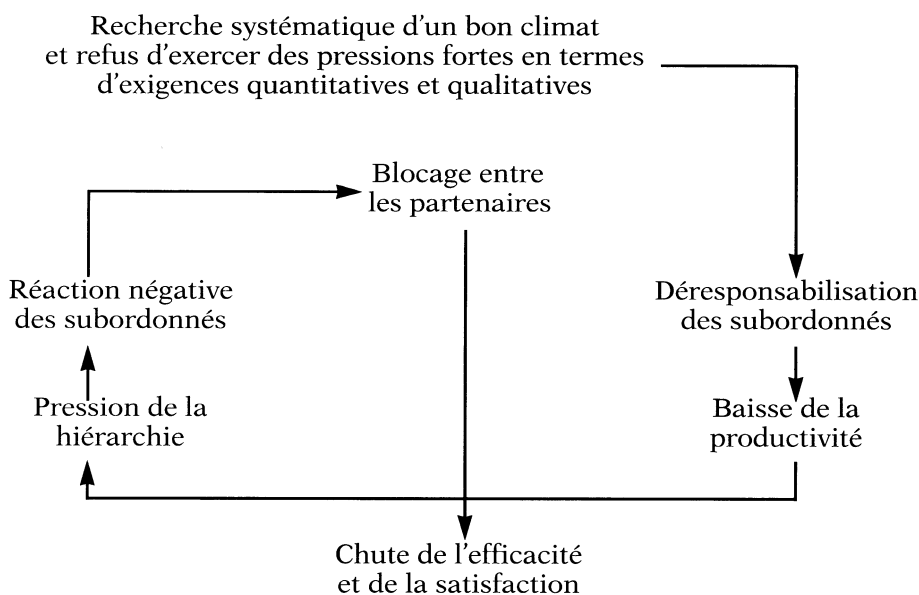 Recherche systématique d'un bon climat
et refus d'exercer des pressions fortes en termes
d'exigences quantitatives et qualitatives
Blocage entre
les partenaires
Réaction négative
des subordonnés
Déresponsabilisation
des subordonnés
Pression de la
hiérarchie
Baisse de la
productivité
Chute de l'efficacité
et de la satisfaction